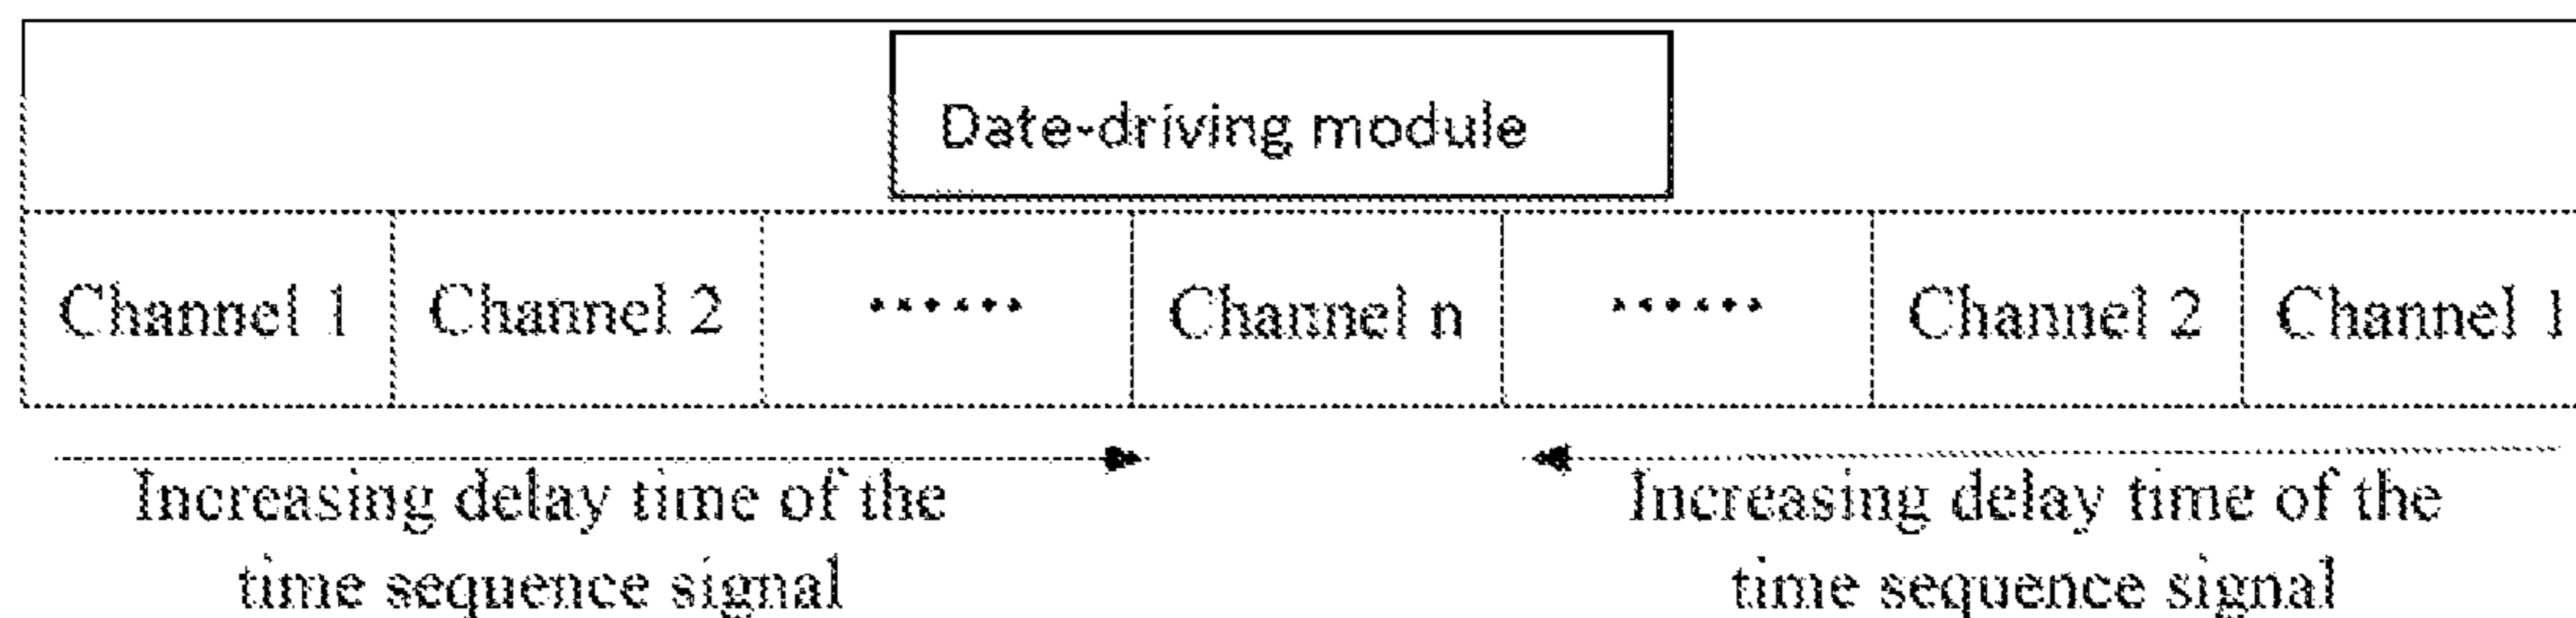 Date-driving module
Channel 1 Channel 2 ······ Channel n ······ Channel 2 Channel 1
Increasing delay time of the Increasing delay time of the
time sequence signal time sequence signal